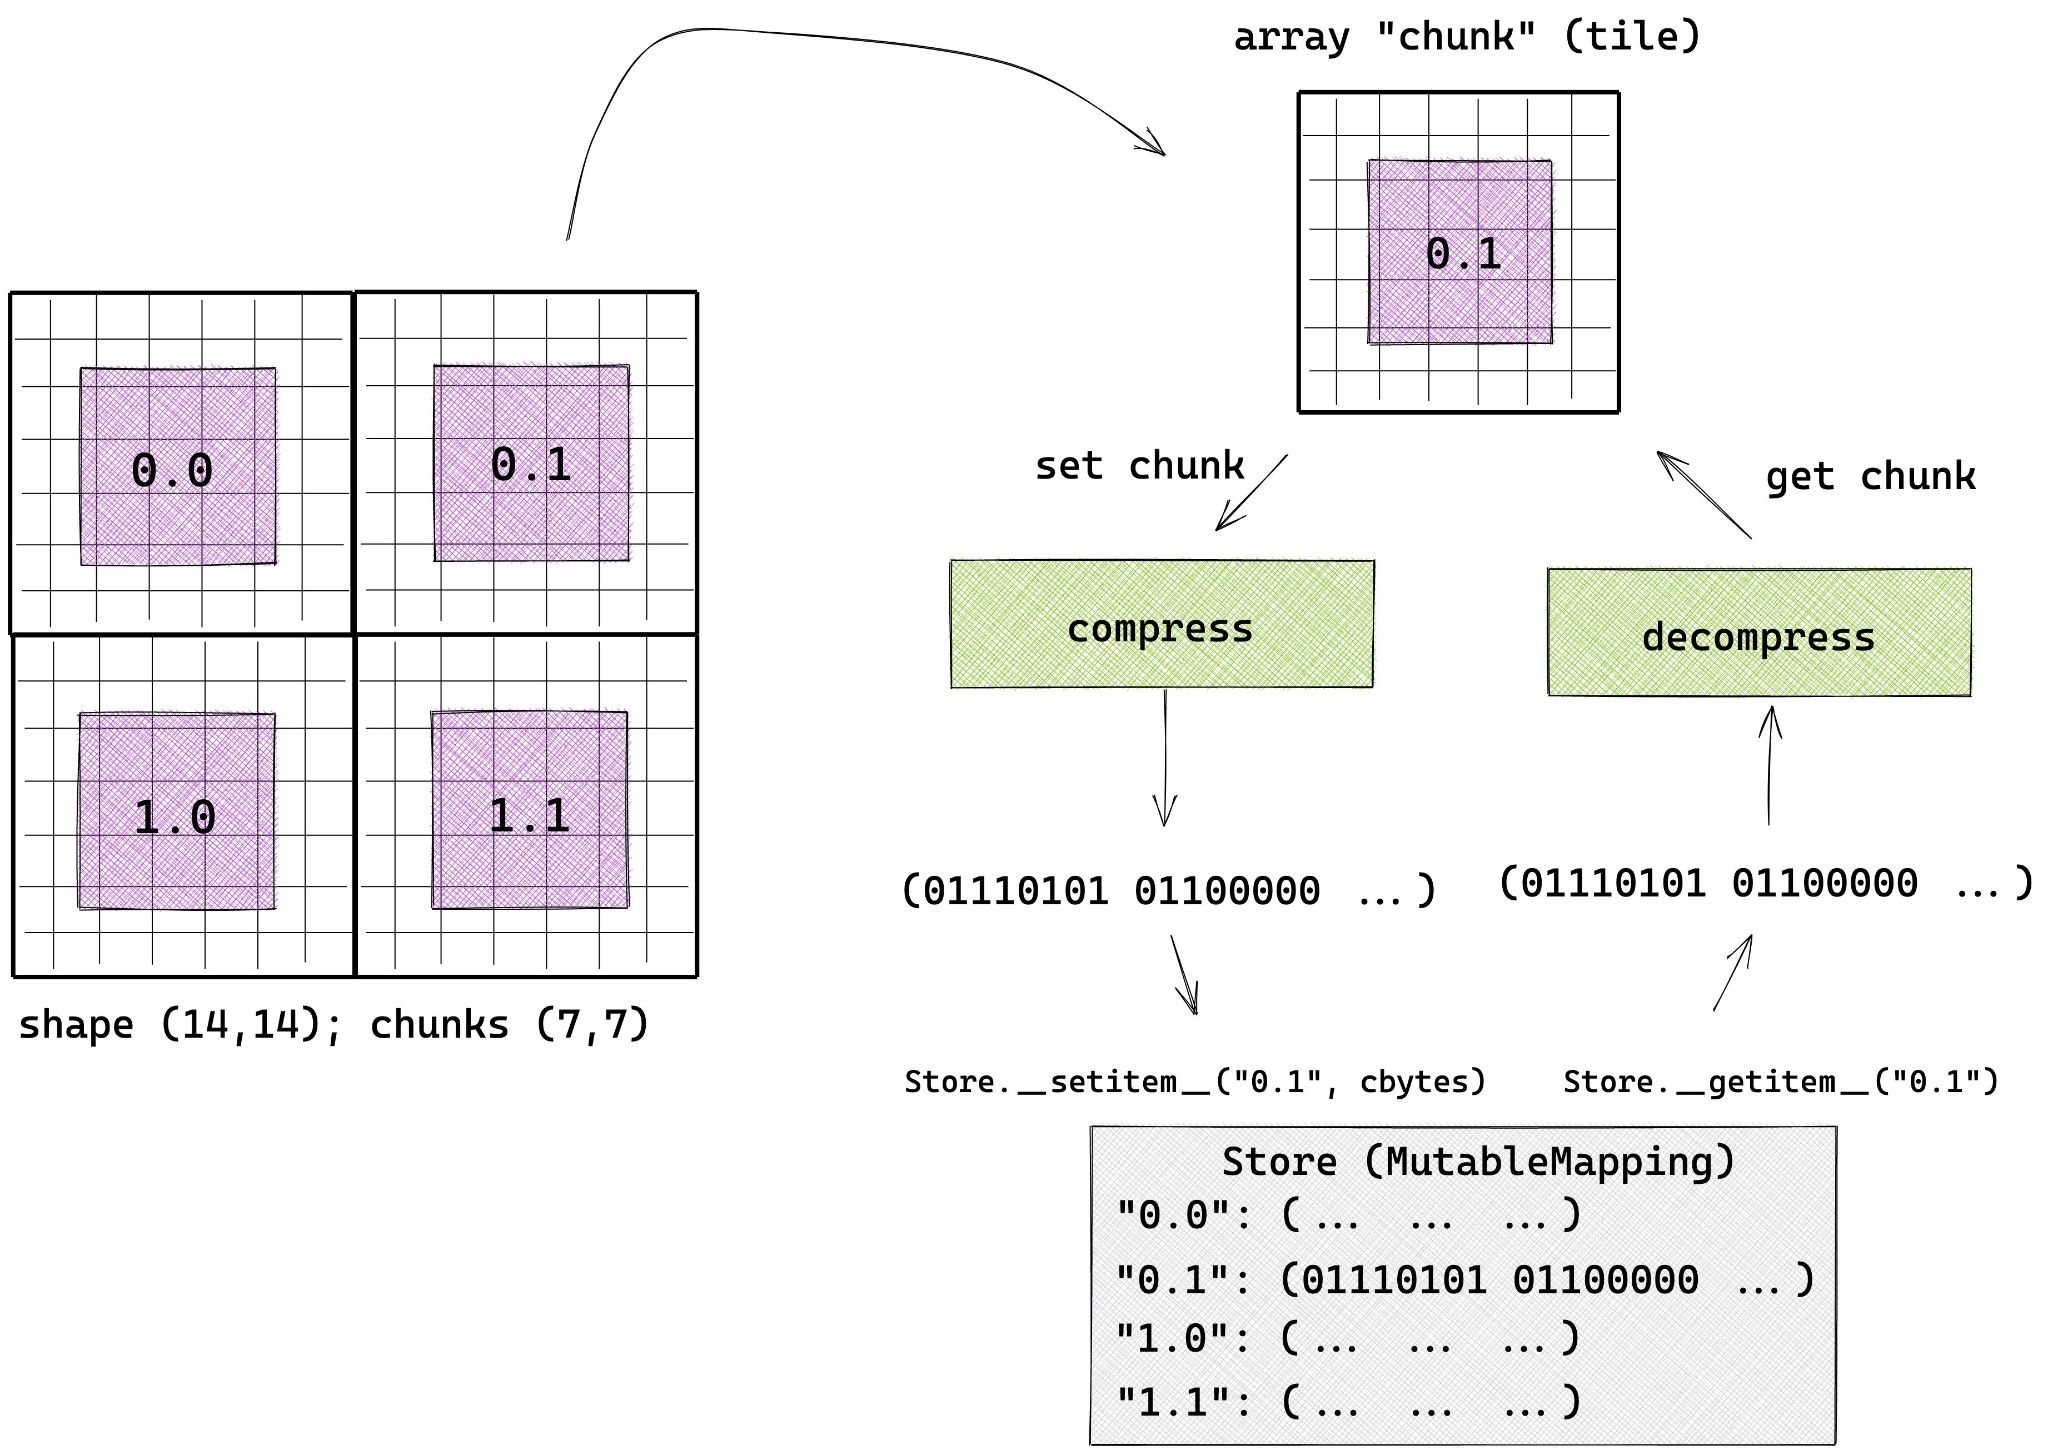 array "chunk" (tile)
0.1
0.0
0.1
1.0
1.1
shape (14,14); chunks (7,7)
set chunk
get chunk
compress
decompress
(01110101 01100000 ...)
(01110101 01100000 ...)
Store.__setitem__("0.1", cbytes)
Store.__getitem__("0.1")
Store (MutableMapping)
"0.0": (... ... ...)
"0.1": (01110101 01100000 ...)
"1.0": (... ... ...)
"1.1": (... ... ...)